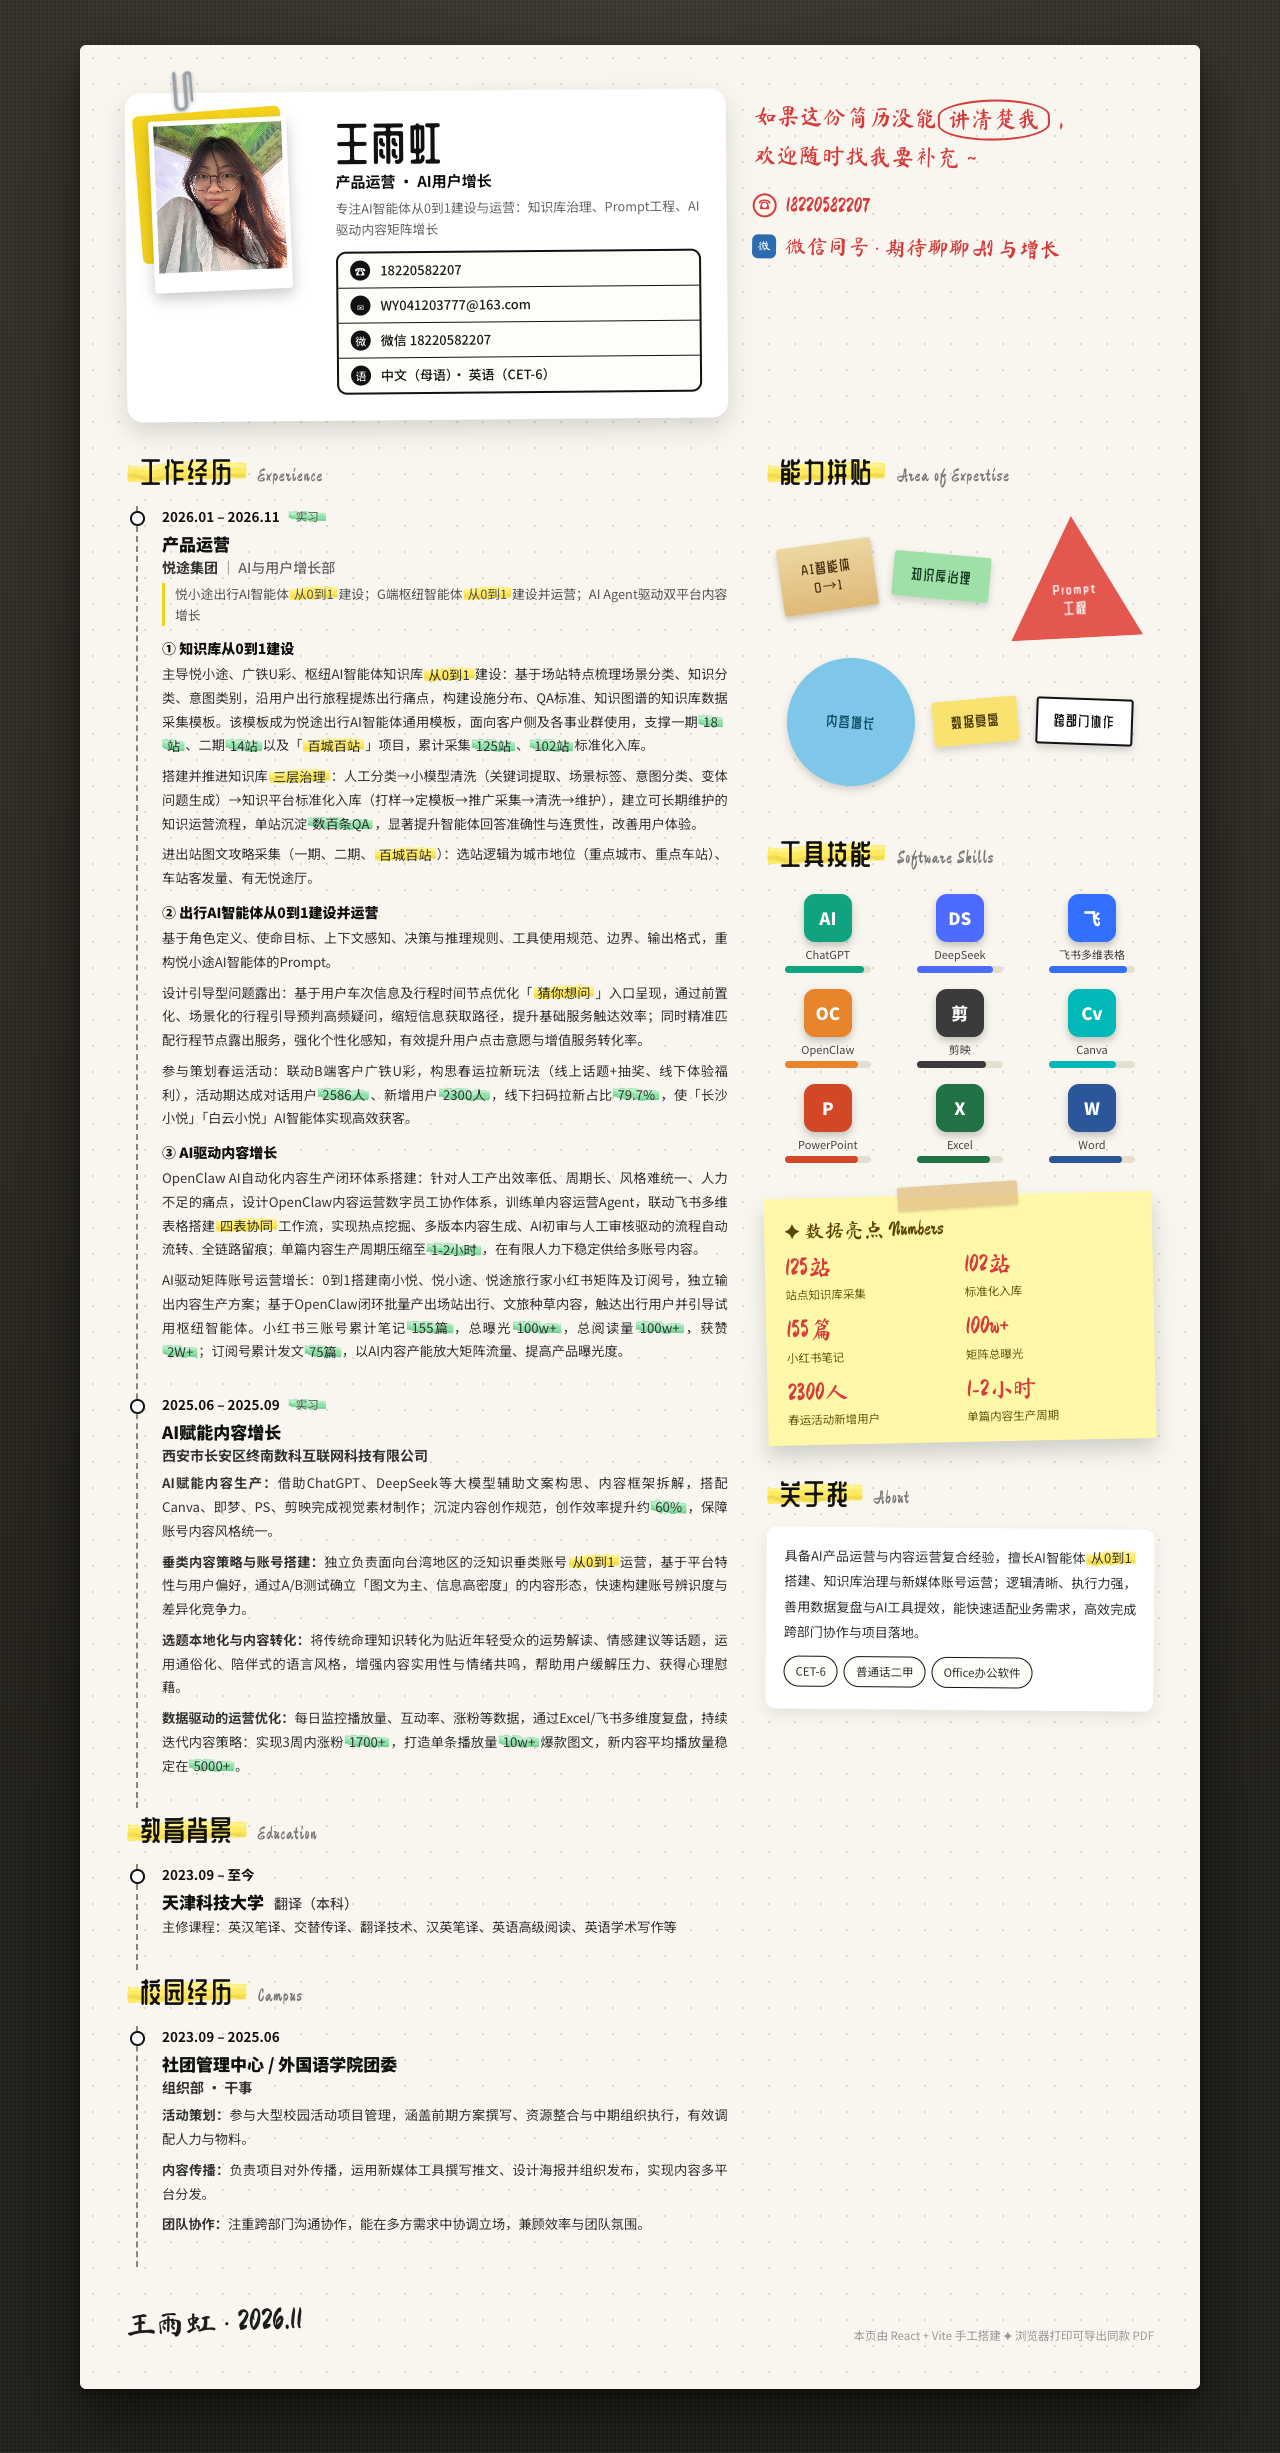 王雨虹
产品运营 · AI用户增长
专注AI智能体从0到1建设与运营：知识库治理、Prompt工程、AI
驱动内容矩阵增长
☎ 18220582207
✉ WY041203777@163.com
微 微信 18220582207
语 中文（母语）· 英语（CET-6）
如果这份简历没能讲清楚我，
欢迎随时找我要补充 ~
☎ 18220582207
微 微信同号 · 期待聊聊 AI 与增长
工作经历 Experience
2026.01 – 2026.11 实习
产品运营
悦途集团 | AI与用户增长部
悦小途出行AI智能体从0到1建设；G端枢纽智能体从0到1建设并运营；AI Agent驱动双平台内容
增长
① 知识库从0到1建设
主导悦小途、广铁U彩、枢纽AI智能体知识库从0到1建设：基于场站特点梳理场景分类、知识分
类、意图类别，沿用户出行旅程提炼出行痛点，构建设施分布、QA标准、知识图谱的知识库数据
采集模板。该模板成为悦途出行AI智能体通用模板，面向客户侧及各事业群使用，支撑一期18
站、二期14站以及「百城百站」项目，累计采集125站、102站标准化入库。
搭建并推进知识库三层治理：人工分类→小模型清洗（关键词提取、场景标签、意图分类、变体
问题生成）→知识平台标准化入库（打样→定模板→推广采集→清洗→维护），建立可长期维护的
知识运营流程，单站沉淀数百条QA，显著提升智能体回答准确性与连贯性，改善用户体验。
进出站图文攻略采集（一期、二期、百城百站）：选站逻辑为城市地位（重点城市、重点车站）、
车站客发量、有无悦途厅。
② 出行AI智能体从0到1建设并运营
基于角色定义、使命目标、上下文感知、决策与推理规则、工具使用规范、边界、输出格式，重
构悦小途AI智能体的Prompt。
设计引导型问题露出：基于用户车次信息及行程时间节点优化「猜你想问」入口呈现，通过前置
化、场景化的行程引导预判高频疑问，缩短信息获取路径，提升基础服务触达效率；同时精准匹
配行程节点露出服务，强化个性化感知，有效提升用户点击意愿与增值服务转化率。
参与策划春运活动：联动B端客户广铁U彩，构思春运拉新玩法（线上话题+抽奖、线下体验福
利），活动期达成对话用户2586人、新增用户2300人，线下扫码拉新占比79.7%，使「长沙
小悦」「白云小悦」AI智能体实现高效获客。
③ AI驱动内容增长
OpenClaw AI自动化内容生产闭环体系搭建：针对人工产出效率低、周期长、风格难统一、人力
不足的痛点，设计OpenClaw内容运营数字员工协作体系，训练单内容运营Agent，联动飞书多维
表格搭建四表协同工作流，实现热点挖掘、多版本内容生成、AI初审与人工审核驱动的流程自动
流转、全链路留痕；单篇内容生产周期压缩至1-2小时，在有限人力下稳定供给多账号内容。
AI驱动矩阵账号运营增长：0到1搭建南小悦、悦小途、悦途旅行家小红书矩阵及订阅号，独立输
出内容生产方案；基于OpenClaw闭环批量产出场站出行、文旅种草内容，触达出行用户并引导试
用枢纽智能体。小红书三账号累计笔记155篇，总曝光100w+，总阅读量100w+，获赞
2W+；订阅号累计发文75篇，以AI内容产能放大矩阵流量、提高产品曝光度。
2025.06 – 2025.09 实习
AI赋能内容增长
西安市长安区终南数科互联网科技有限公司
AI赋能内容生产：借助ChatGPT、DeepSeek等大模型辅助文案构思、内容框架拆解，搭配
Canva、即梦、PS、剪映完成视觉素材制作；沉淀内容创作规范，创作效率提升约60%，保障
账号内容风格统一。
垂类内容策略与账号搭建：独立负责面向台湾地区的泛知识垂类账号从0到1运营，基于平台特
性与用户偏好，通过A/B测试确立「图文为主、信息高密度」的内容形态，快速构建账号辨识度与
差异化竞争力。
选题本地化与内容转化：将传统命理知识转化为贴近年轻受众的运势解读、情感建议等话题，运
用通俗化、陪伴式的语言风格，增强内容实用性与情绪共鸣，帮助用户缓解压力、获得心理慰
藉。
数据驱动的运营优化：每日监控播放量、互动率、涨粉等数据，通过Excel/飞书多维度复盘，持续
迭代内容策略：实现3周内涨粉1700+，打造单条播放量10w+爆款图文，新内容平均播放量稳
定在5000+。
教育背景 Education
2023.09 – 至今
天津科技大学 翻译（本科）
主修课程：英汉笔译、交替传译、翻译技术、汉英笔译、英语高级阅读、英语学术写作等
校园经历 Campus
2023.09 – 2025.06
社团管理中心 / 外国语学院团委
组织部 · 干事
活动策划：参与大型校园活动项目管理，涵盖前期方案撰写、资源整合与中期组织执行，有效调
配人力与物料。
内容传播：负责项目对外传播，运用新媒体工具撰写推文、设计海报并组织发布，实现内容多平
台分发。
团队协作：注重跨部门沟通协作，能在多方需求中协调立场，兼顾效率与团队氛围。
能力拼贴 Area of Expertise
AI智能体
0→1
知识库治理
Prompt
工程
内容增长
数据复盘
跨部门协作
工具技能 Software Skills
AI DS 飞
ChatGPT DeepSeek 飞书多维表格
OC 剪 Cv
OpenClaw 剪映 Canva
P X W
PowerPoint Excel Word
✦ 数据亮点 Numbers
125站 102站
站点知识库采集 标准化入库
155篇 100w+
小红书笔记 矩阵总曝光
2300人 1-2小时
春运活动新增用户 单篇内容生产周期
关于我 About
具备AI产品运营与内容运营复合经验，擅长AI智能体从0到1
搭建、知识库治理与新媒体账号运营；逻辑清晰、执行力强，
善用数据复盘与AI工具提效，能快速适配业务需求，高效完成
跨部门协作与项目落地。
CET-6 普通话二甲 Office办公软件
王雨虹 · 2026.11
本页由 React + Vite 手工搭建 ✦ 浏览器打印可导出同款 PDF